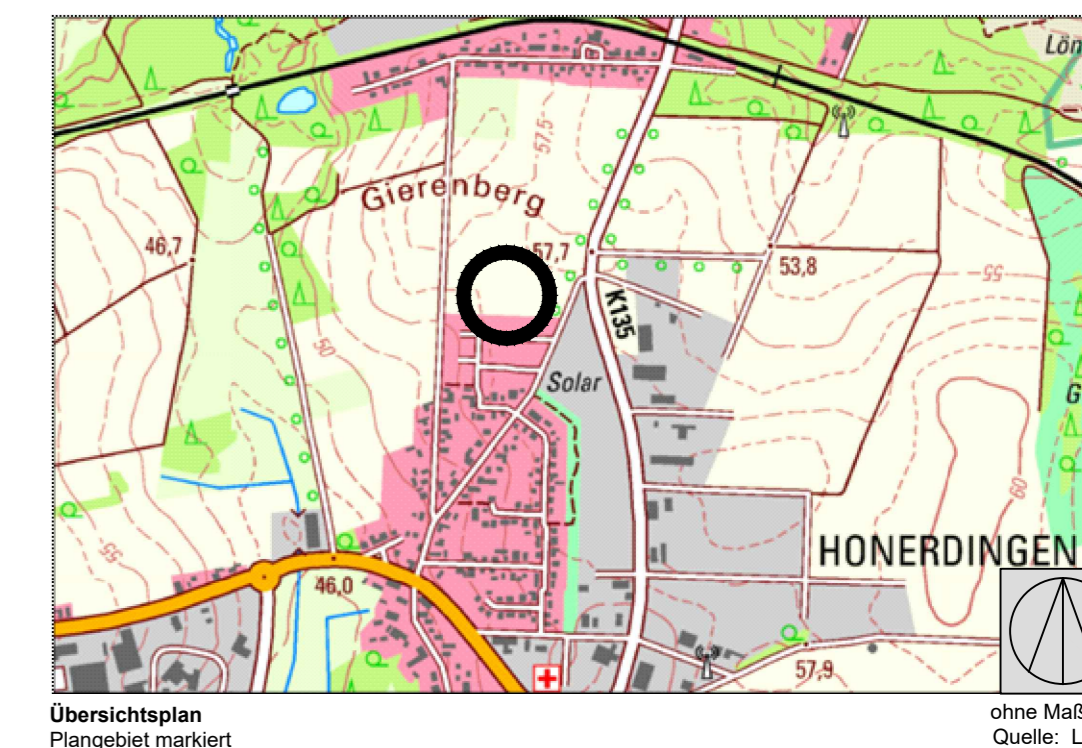 Lön
57,5
Gierenberg
46,7
57,7
53,8
55
K135
50
Solar
G
60
HONERDINGEN
55
46,0
57,9
Übersichtsplan
Plangebiet markiert
ohne Maß
Quelle: L